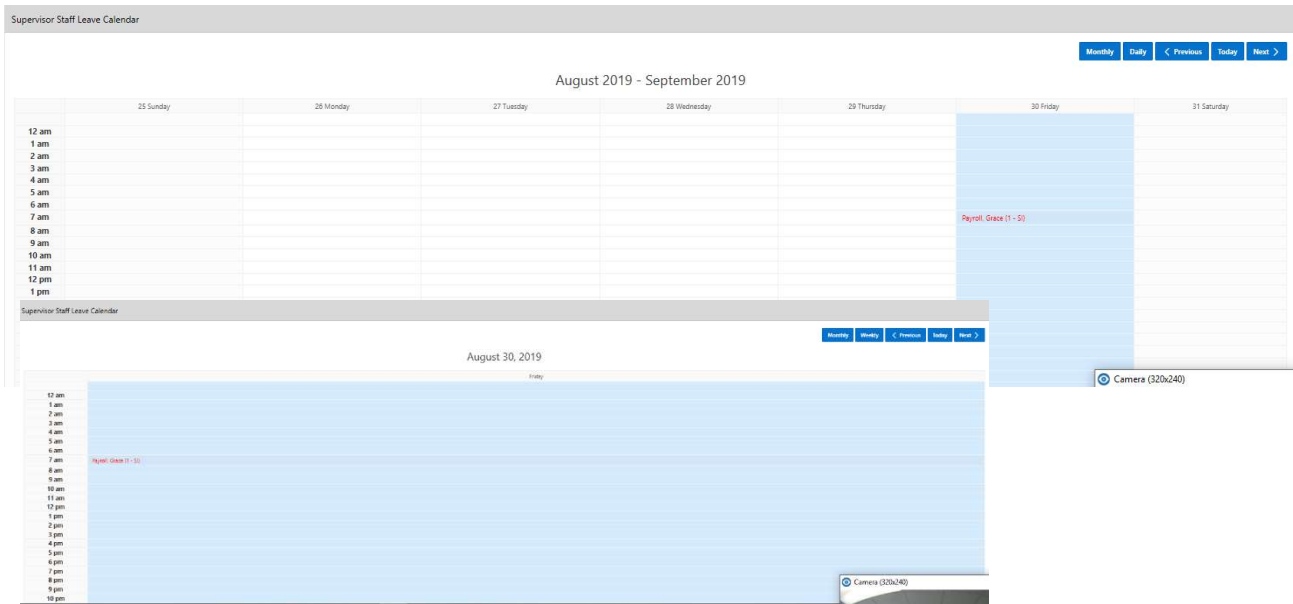 Supervisor Staff Leave Calendar
Monthly Daily Previous Today Next
August 2019 - September 2019
25 Sunday 26 Monday 27 Tuesday 28 Wednesday 29 Thursday 30 Friday 31 Saturday
12 am
1 am
2 am
3 am
4 am
5 am
6 am
7 am Payroll, Grace (1 - SI)
8 am
9 am
10 am
11 am
12 pm
1 pm
Supervisor Staff Leave Calendar
Monthly Weekly Previous Today Next
August 30, 2019
Friday
12 am
1 am
2 am
3 am
4 am
5 am
6 am
7 am Payroll, Grace (1 - SI)
8 am
9 am
10 am
11 am
12 pm
1 pm
2 pm
3 pm
4 pm
5 pm
6 pm
7 pm
8 pm
9 pm
10 pm
Camera (320x240)
Camera (320x240)